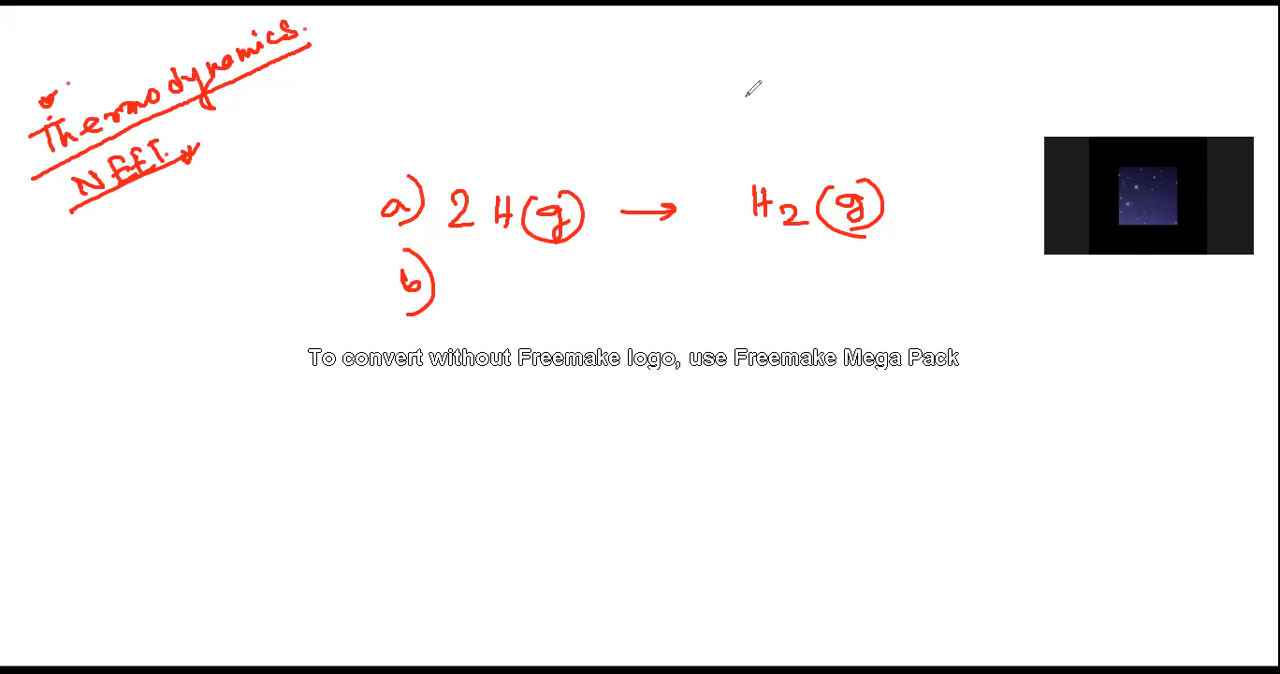 Thermodynamics.
NEET.
a) 2 H(g) → H2(g)
b)
To convert without Freemake logo, use Freemake Mega Pack